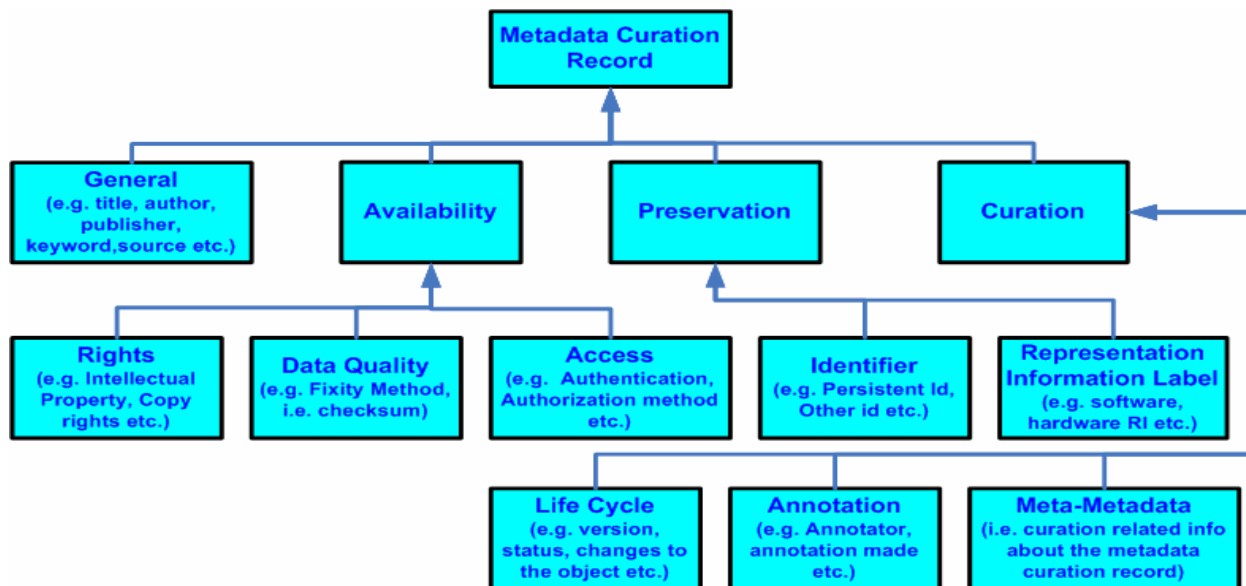 Metadata Curation
Record
General
(e.g. title, author,
publisher,
keyword,source etc.)
Availability
Preservation
Curation
Rights
(e.g. Intellectual
Property, Copy
rights etc.)
Data Quality
(e.g. Fixity Method,
i.e. checksum)
Access
(e.g. Authentication,
Authorization method
etc.)
Identifier
(e.g. Persistent Id,
Other id etc.)
Representation
Information Label
(e.g. software,
hardware RI etc.)
Life Cycle
(e.g. version,
status, changes to
the object etc.)
Annotation
(e.g. Annotator,
annotation made
etc.)
Meta-Metadata
(i.e. curation related info
about the metadata
curation record)